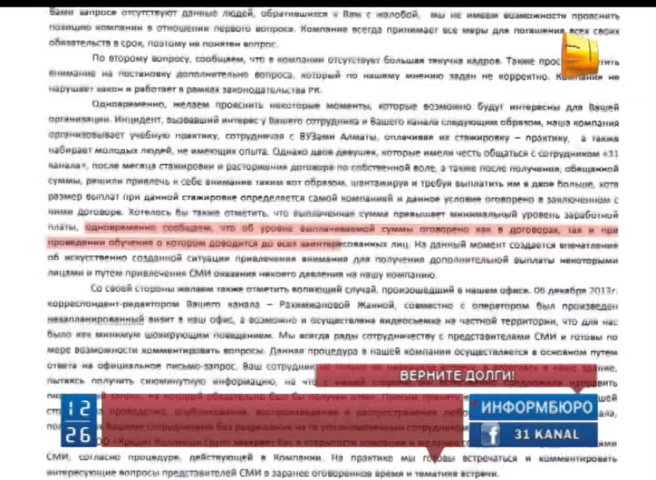 Вами запроса отсутствуют данные людей, обратившихся к Вам с жалобой, мы не имеем возможности прояснить
позицию компании в отношении первого вопроса. Компания всегда принимает все меры для погашения всех своих
обязательств в срок, поэтому не понятен вопрос.
По второму вопросу, сообщаем, что в компании отсутствует большая текучка кадров. Также
внимание на постановку дополнительно вопроса, который по нашему мнению задан не корректно. Компания не
нарушает закон и работает в рамках законодательства РК.
Одновременно, желаем прояснить некоторые моменты, которые возможно будут интересны для Вашей
организации. Инцидент, вызвавший интерес у Вашего сотрудника и Вашего канала следующим образом, наша компания
организовывает учебную практику, сотрудничая с ВУЗами Алматы, оплачивая их стажировку – практику, а также
набирает молодых людей, не имеющих опыта. Однако двое девушек, которые имели честь общаться с сотрудником «31
канала», после месяца стажировки и расторжения договора по собственной воле, а также после получения, обещанной
суммы, решили привлечь к себе внимание таким вот образом, шантажируя и требуя выплатить им в двое больше, хотя
размер выплат при данной стажировке определяется самой компанией и данное условие оговорено в заключенном с
ними договоре. Хотелось бы также отметить, что выплаченная сумма превышает минимальный уровень заработной
платы, одновременно сообщаем, что об уровне выплачиваемой суммы оговорено как в договорах, так и при
проведении обучения о котором доводится до всех заинтересованных лиц. На данный момент создается впечатление
об искусственно созданной ситуации привлечения внимания для получения дополнительной выплаты некоторыми
лицами и путем привлечения СМИ оказания некоего давления на нашу компанию.
Со своей стороны желаем также отметить вопиющий случай, произошедший в нашем офисе. 06 декабря 2013г.
корреспондент-редактором Вашего канала – Рахимжановой Жанной, совместно с оператором был произведен
незапланированный визит в наш офис, а возможно и осуществлена видеосъемка на частной территории, что для нас
было как минимум шокирующим поведением. Мы всегда рады сотрудничеству с представителями СМИ и готовы по
мере возможности комментировать вопросы. Данная процедура в нашей компании осуществляется в основном путем
ответа на официальное письмо-запрос. Ваш
пытаясь получить сиюминутную информацию, на
ВЕРНИТЕ ДОЛГИ!
12
26
ИНФОРМБЮРО
31 KANAL
СМИ, согласно процедуре, действующей в Компании. На практике мы готовы встречаться и комментировать
интересующие вопросы представителей СМИ в заранее оговоренное время и тематике встречи.